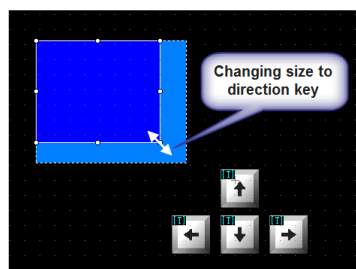 Changing size to
direction key
[T]
[T] [T] [T]